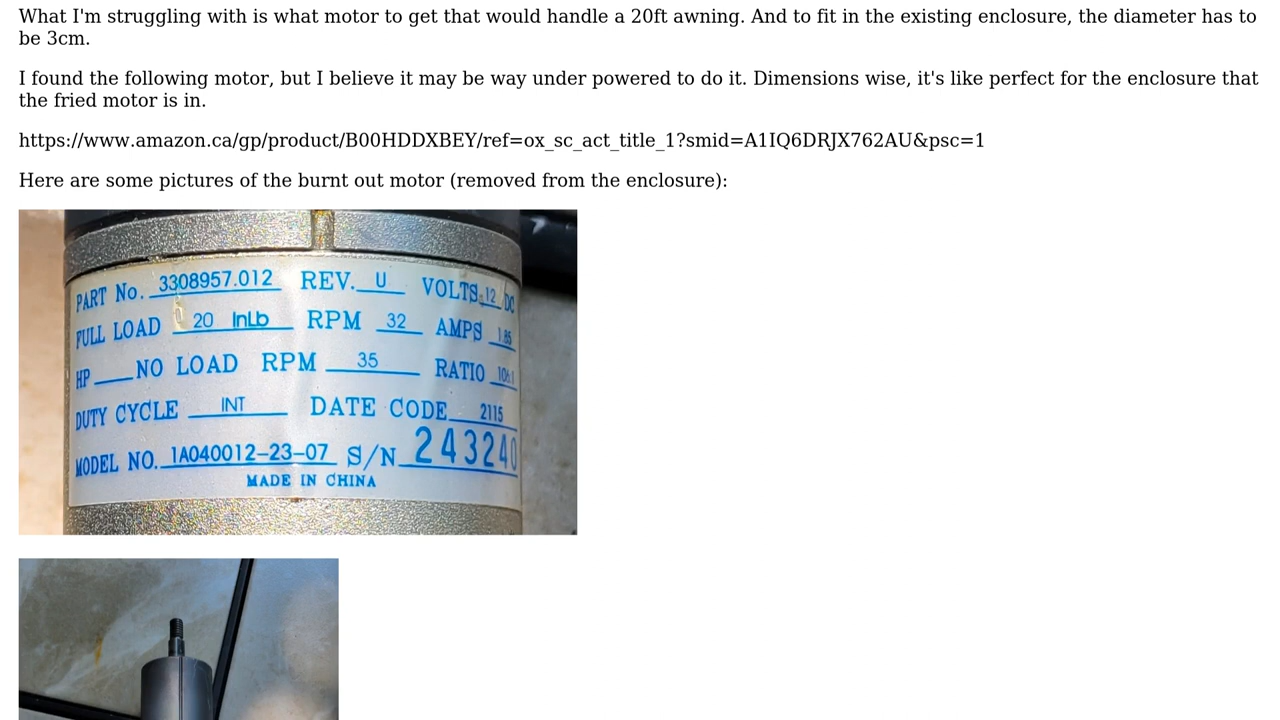 What I'm struggling with is what motor to get that would handle a 20ft awning. And to fit in the existing enclosure, the diameter has to
be 3cm.
I found the following motor, but I believe it may be way under powered to do it. Dimensions wise, it's like perfect for the enclosure that
the fried motor is in.
https://www.amazon.ca/gp/product/B00HDDXBEY/ref=ox_sc_act_title_1?smid=A1IQ6DRJX762AU&psc=1
Here are some pictures of the burnt out motor (removed from the enclosure):
PART No. 3308957.012 REV. U VOLTS 12 DC
FULL LOAD 20 InLb RPM 32 AMPS 1.85
HP NO LOAD RPM 35 RATIO
DUTY CYCLE INT DATE CODE 2115
MODEL NO. 1A040012-23-07 S/N 243240
MADE IN CHINA